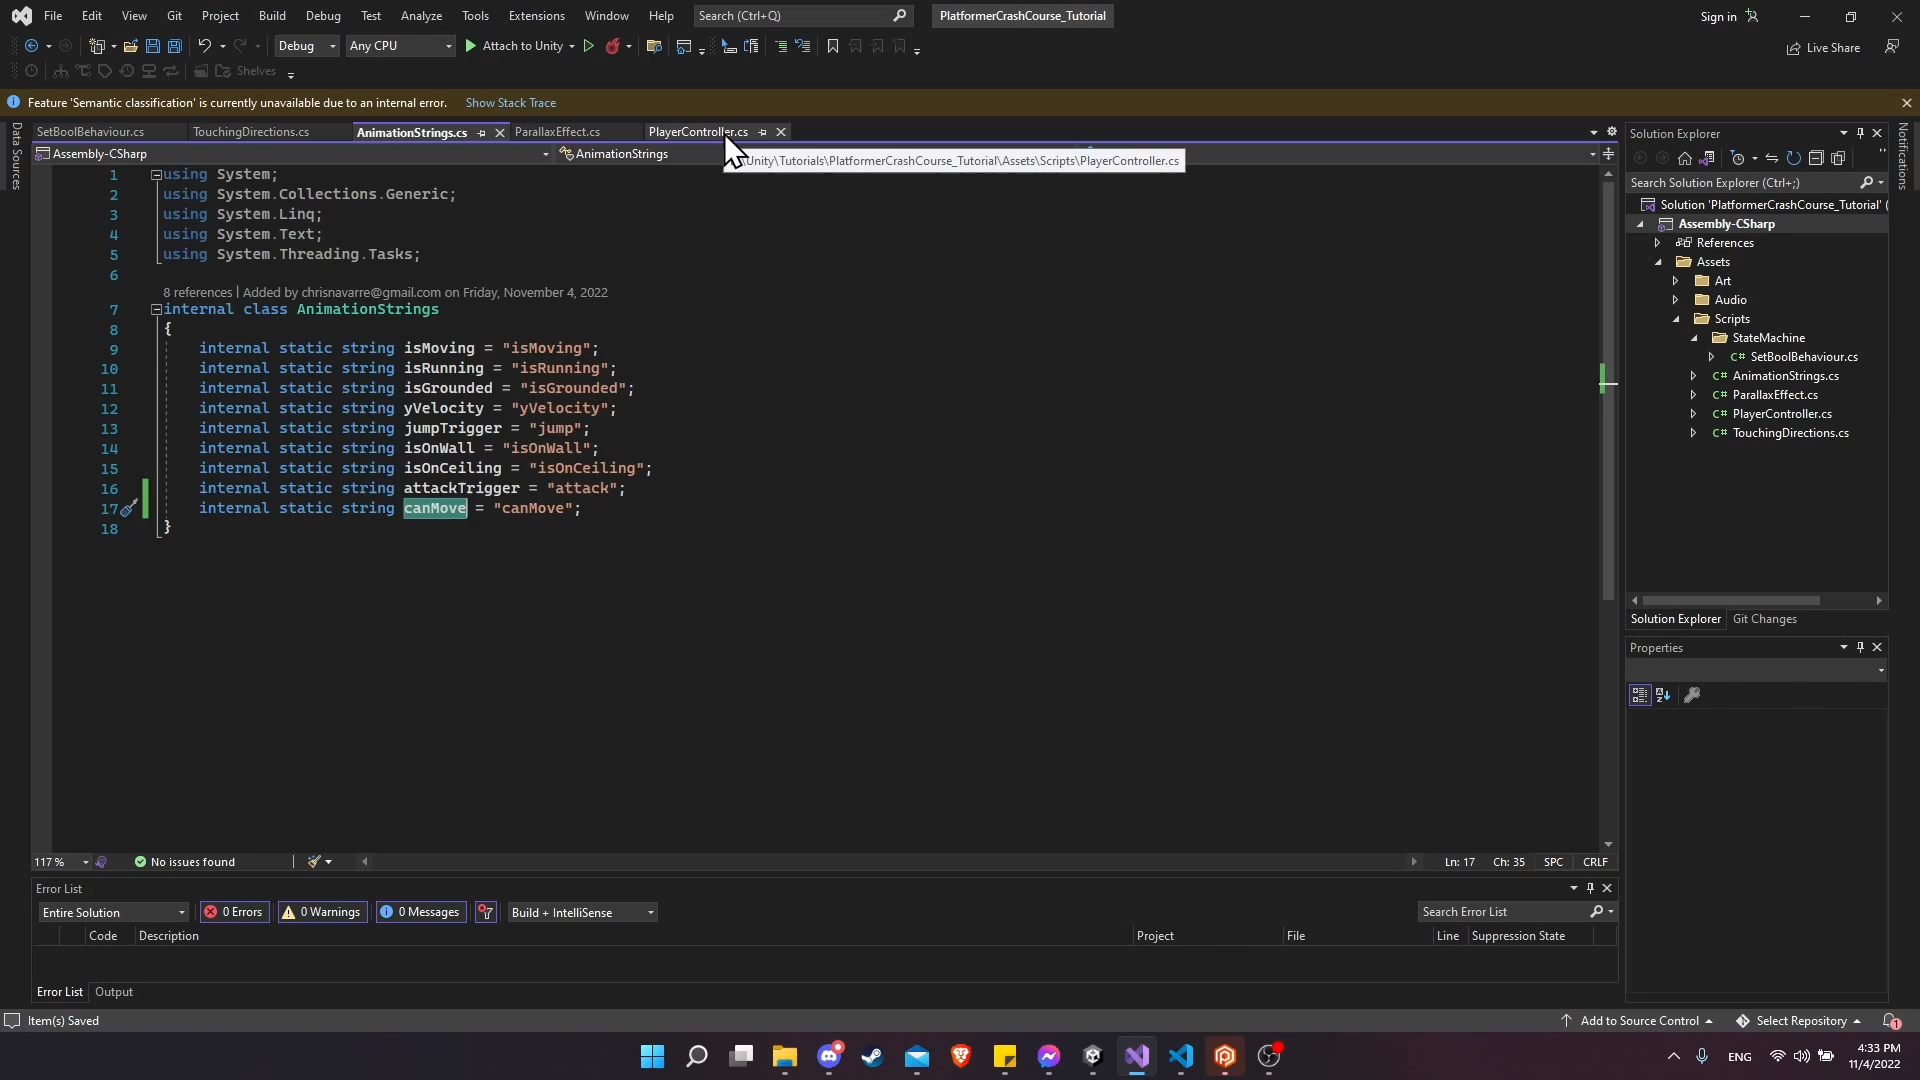 File Edit View Git Project Build Debug Test Analyze Tools Extensions Window Help Search (Ctrl+Q) PlatformerCrashCourse_Tutorial Sign in
Debug Any CPU Attach to Unity Live Share
Shelves
Feature 'Semantic classification' is currently unavailable due to an internal error. Show Stack Trace
Data Sources
Notifications
SetBoolBehaviour.cs TouchingDirections.cs AnimationStrings.cs ParallaxEffect.cs PlayerController.cs
Assembly-CSharp AnimationStrings
Unity\Tutorials\PlatformerCrashCourse_Tutorial\Assets\Scripts\PlayerController.cs
1 using System;
2 using System.Collections.Generic;
3 using System.Linq;
4 using System.Text;
5 using System.Threading.Tasks;
6
8 references | Added by chrisnavarre@gmail.com on Friday, November 4, 2022
7 internal class AnimationStrings
8 {
9 internal static string isMoving = "isMoving";
10 internal static string isRunning = "isRunning";
11 internal static string isGrounded = "isGrounded";
12 internal static string yVelocity = "yVelocity";
13 internal static string jumpTrigger = "jump";
14 internal static string isOnWall = "isOnWall";
15 internal static string isOnCeiling = "isOnCeiling";
16 internal static string attackTrigger = "attack";
17 internal static string canMove = "canMove";
18 }
117 % No issues found Ln: 17 Ch: 35 SPC CRLF
Error List
Entire Solution 0 Errors 0 Warnings 0 Messages Build + IntelliSense Search Error List
Code Description Project File Line Suppression State
Error List Output
Solution Explorer
Search Solution Explorer (Ctrl+;)
Solution 'PlatformerCrashCourse_Tutorial' (
Assembly-CSharp
References
Assets
Art
Audio
Scripts
StateMachine
C# SetBoolBehaviour.cs
C# AnimationStrings.cs
C# ParallaxEffect.cs
C# PlayerController.cs
C# TouchingDirections.cs
Solution Explorer Git Changes
Properties
Item(s) Saved Add to Source Control Select Repository 1
ENG 4:33 PM
11/4/2022